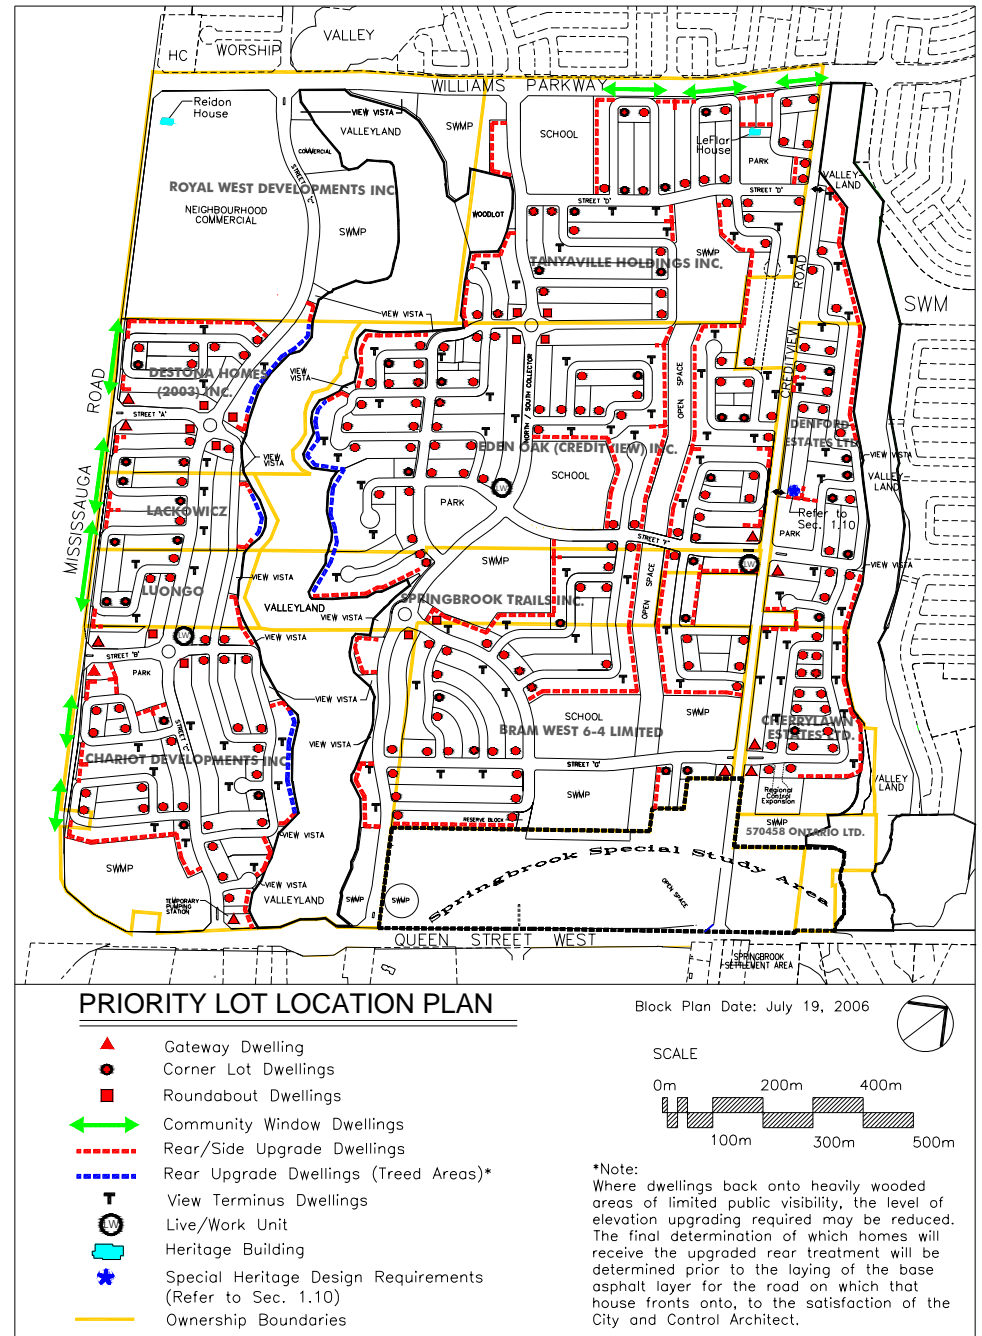 VALLEY
WORSHIP
HC
WILLIAMS PARKWAY
Reidon
House
VIEW VISTA
VALLEYLAND
SWMP
SCHOOL
LeFlar
House
PARK
COMMERCIAL
STREET 'C'
ROYAL WEST DEVELOPMENTS INC
NEIGHBOURHOOD
COMMERCIAL
SWMP
WOODLOT
STREET 'D'
STREET 'D'
VALLEY-
LAND
SWMP
TANYAVILLE HOLDINGS INC.
ROAD
SWM
VIEW VISTA
VIEW
VISTA
DESTONA HOMES
(2003) INC.
ROAD
STREET 'A'
NORTH / SOUTH COLLECTOR
OPEN SPACE
CREDITVIEW
DENFORD
ESTATES LTD
EDEN OAK (CREDITVIEW) INC.
VIEW VISTA
VIEW
VISTA
SCHOOL
VALLEY-
LAND
MISSISSAUGA
LACKOWICZ
PARK
LW
Refer to
Sec. 1.10
PARK
STREET 'F'
SWMP
LW
VIEW VISTA
VIEW VISTA
LUONGO
VALLEYLAND
SPRINGBROOK TRAILS INC.
OPEN SPACE
VIEW VISTA
LW
VIEW VISTA
STREET 'B'
PARK
VIEW VISTA
STREET 'C'
SCHOOL
SWMP
BRAM WEST 6-4 LIMITED
CHERRYLAWN
ESTATES LTD.
VIEW VISTA
CHARIOT DEVELOPMENTS INC
STREET 'G'
SWMP
Regional
Control
Expansion
VALLEY
LAND
RESERVE BLOCK
SWMP
570458 ONTARIO LTD.
VIEW VISTA
Springbrook Special Study Area
SWMP
VIEW VISTA
VALLEYLAND
OPEN SPACE
TEMPORARY
PUMPING
STATION
SWMP
SWMP
QUEEN STREET WEST
SPRINGBROOK
SETTLEMENT AREA
PRIORITY LOT LOCATION PLAN
Block Plan Date: July 19, 2006
Gateway Dwelling
Corner Lot Dwellings
Roundabout Dwellings
Community Window Dwellings
Rear/Side Upgrade Dwellings
Rear Upgrade Dwellings (Treed Areas)*
View Terminus Dwellings
LW
Live/Work Unit
Heritage Building
Special Heritage Design Requirements
(Refer to Sec. 1.10)
Ownership Boundaries
SCALE
0m 200m 400m
100m 300m 500m
*Note:
Where dwellings back onto heavily wooded
areas of limited public visibility, the level of
elevation upgrading required may be reduced.
The final determination of which homes will
receive the upgraded rear treatment will be
determined prior to the laying of the base
asphalt layer for the road on which that
house fronts onto, to the satisfaction of the
City and Control Architect.